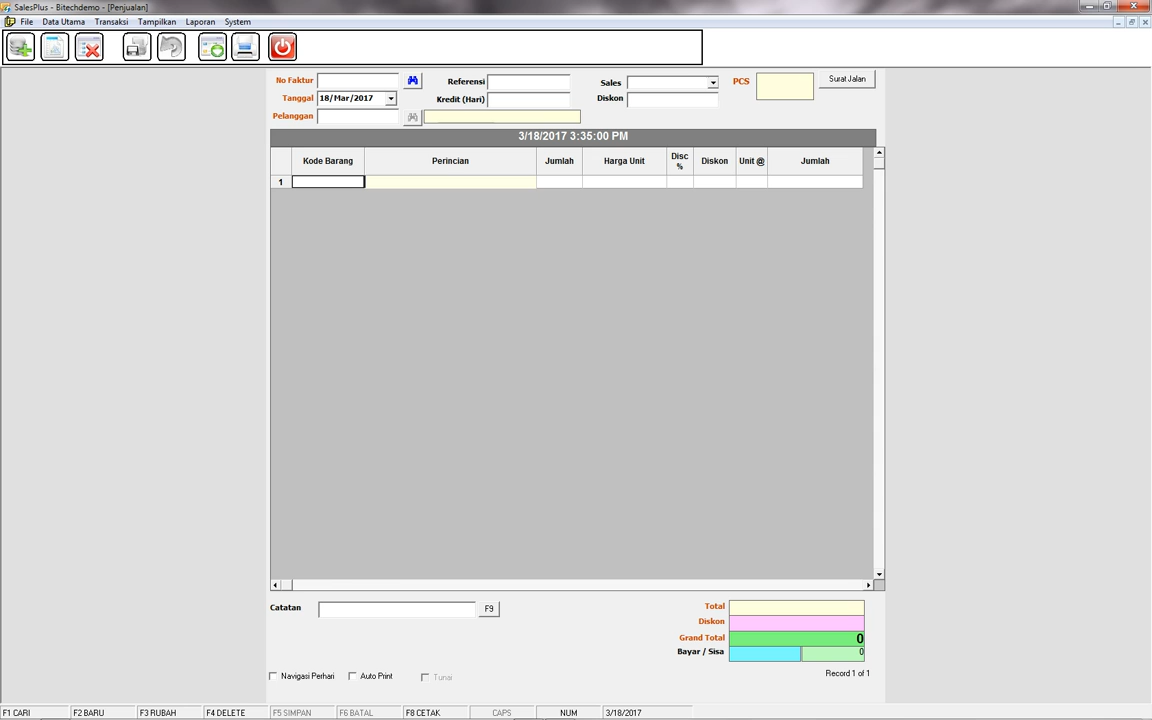 SalesPlus - Bitechdemo - [Penjualan]
File Data Utama Transaksi Tampilkan Laporan System
No Faktur Referensi Sales PCS Surat Jalan
Tanggal 18/Mar/2017 Kredit (Hari) Diskon
Pelanggan
3/18/2017 3:35:00 PM
Kode Barang Perincian Jumlah Harga Unit Disc % Diskon Unit @ Jumlah
1
Catatan F9 Total
Diskon
Grand Total 0
Bayar / Sisa 0
Navigasi Perhari Auto Print Tunai Record 1 of 1
F1 CARI F2 BARU F3 RUBAH F4 DELETE F5 SIMPAN F6 BATAL F8 CETAK CAPS NUM 3/18/2017